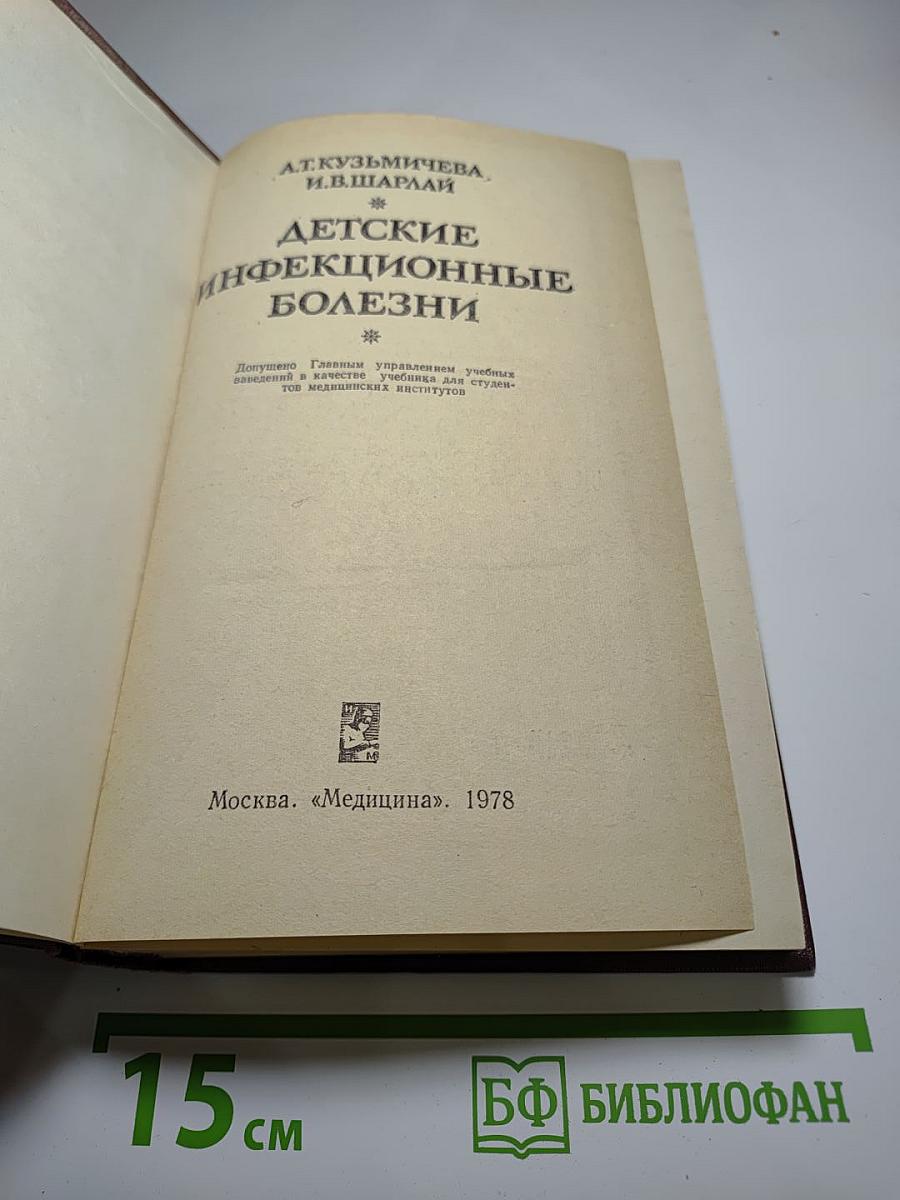 А.Т.КУЗЬМИЧЕВА,
И.В.ШАРЛАЙ
ДЕТСКИЕ
ИНФЕКЦИОННЫЕ
БОЛЕЗНИ
Допущено Главным управлением учебных
заведений в качестве учебника для студен-
тов медицинских институтов
М
Москва. «Медицина». 1978
15 см
БФ БИБЛИОФАН